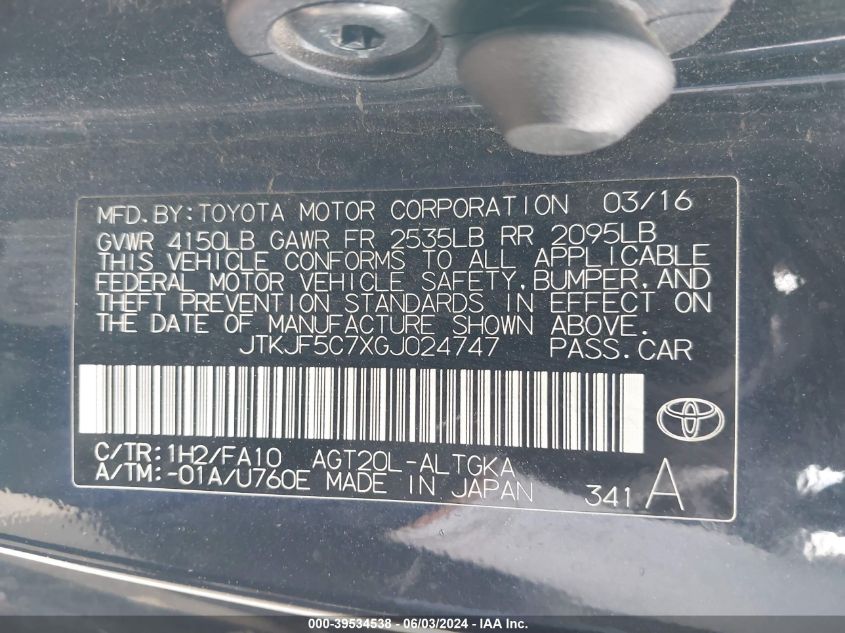 MFD. BY: TOYOTA MOTOR CORPORATION 03/16
GVWR 4150LB GAWR FR 2535LB RR 2095LB
THIS VEHICLE CONFORMS TO ALL APPLICABLE
FEDERAL MOTOR VEHICLE SAFETY, BUMPER, AND
THEFT PREVENTION STANDARDS IN EFFECT ON
THE DATE OF MANUFACTURE SHOWN ABOVE.
JTKJF5C7XGJ024747 PASS. CAR
C/TR: 1H2/FA10 AGT20L-ALTGKA
A/TM: -01A/U760E MADE IN JAPAN 341 A
000-39534538 - 06/03/2024 - IAA Inc.